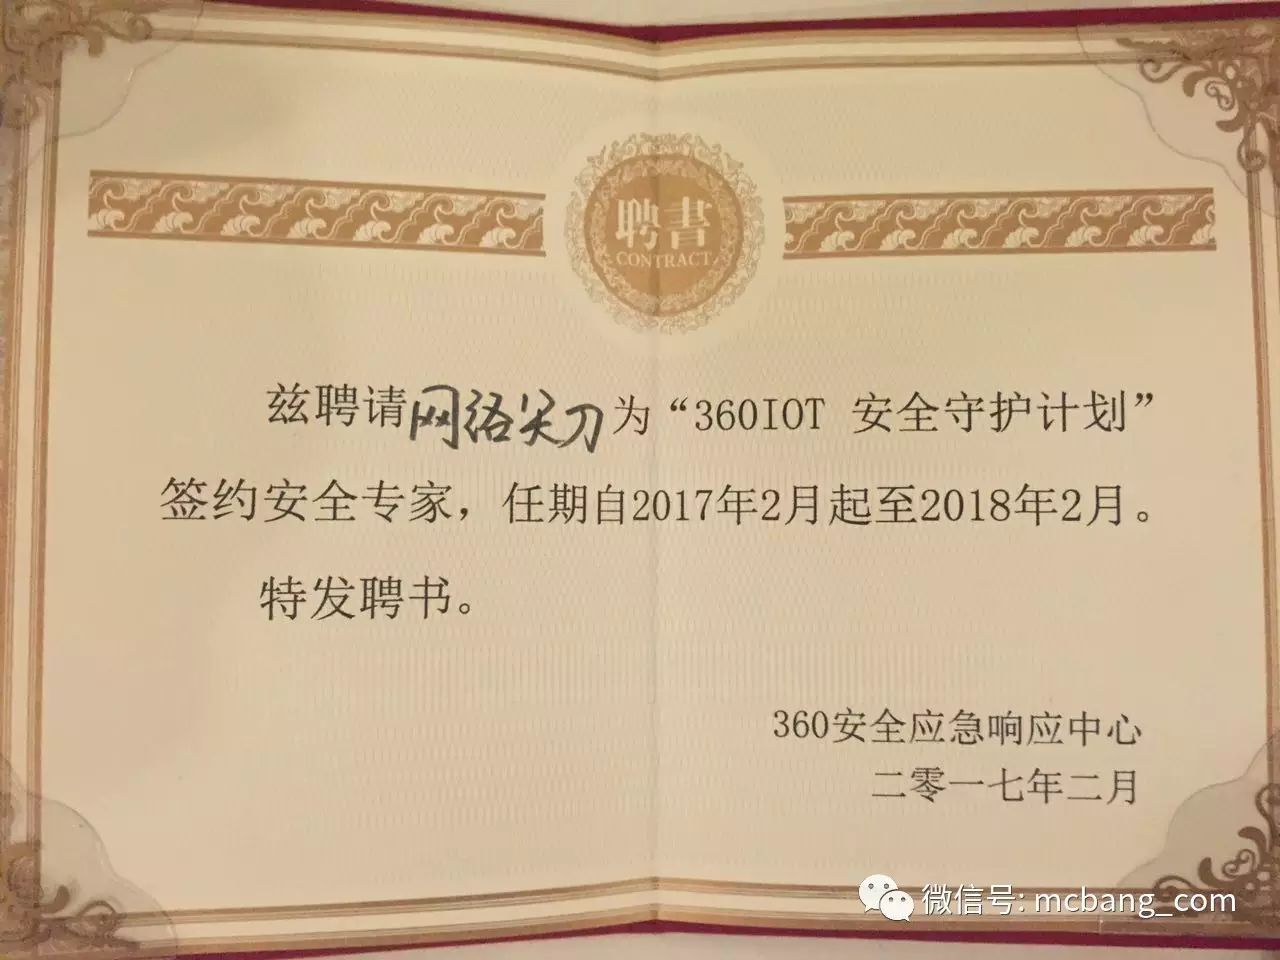 聘書
CONTRACT
兹聘请网络尖刀为“360IOT 安全守护计划”
签约安全专家，任期自2017年2月起至2018年2月。
特发聘书。
360安全应急响应中心
二零一七年二月
微信号: mcbang_com